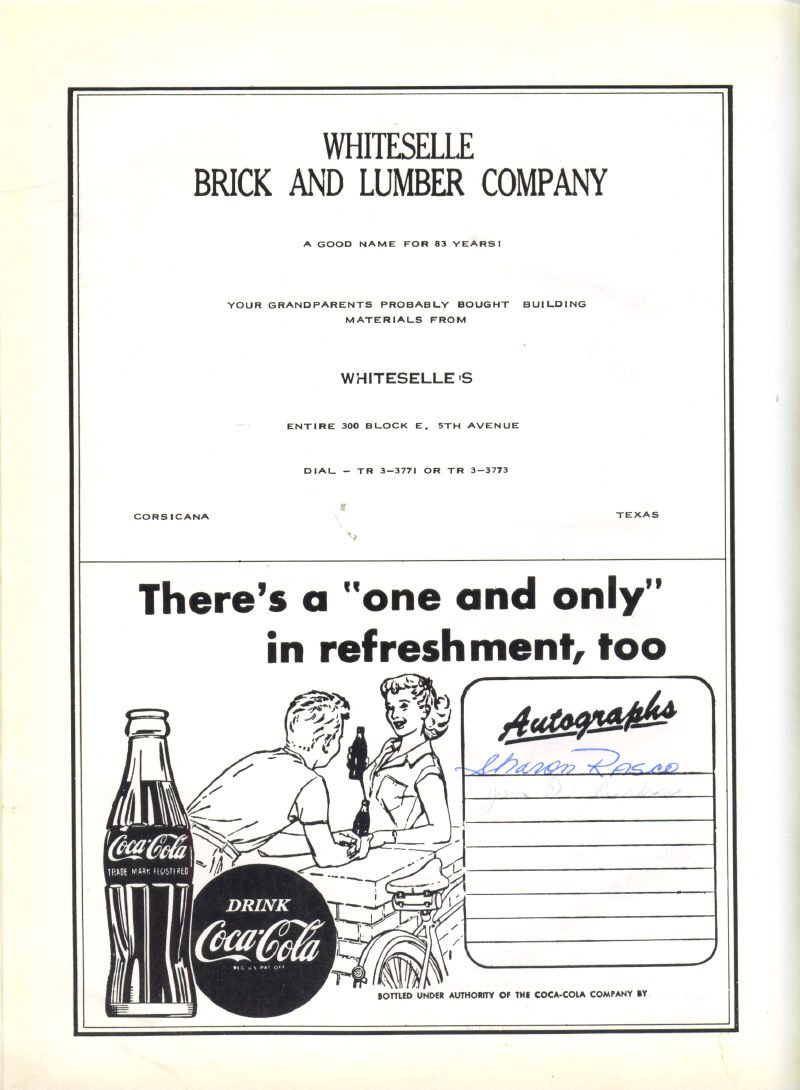 WHITESELLE
BRICK AND LUMBER COMPANY
A GOOD NAME FOR 83 YEARS!
YOUR GRANDPARENTS PROBABLY BOUGHT BUILDING
MATERIALS FROM
WHITESELLE'S
ENTIRE 300 BLOCK E. 5TH AVENUE
DIAL – TR 3–3771 OR TR 3–3773
CORSICANA TEXAS
There's a "one and only"
in refreshment, too
Autographs
Sharon Rasco
Coca-Cola
TRADE MARK REGISTERED
DRINK
Coca-Cola
REG. U.S. PAT. OFF.
BOTTLED UNDER AUTHORITY OF THE COCA-COLA COMPANY BY